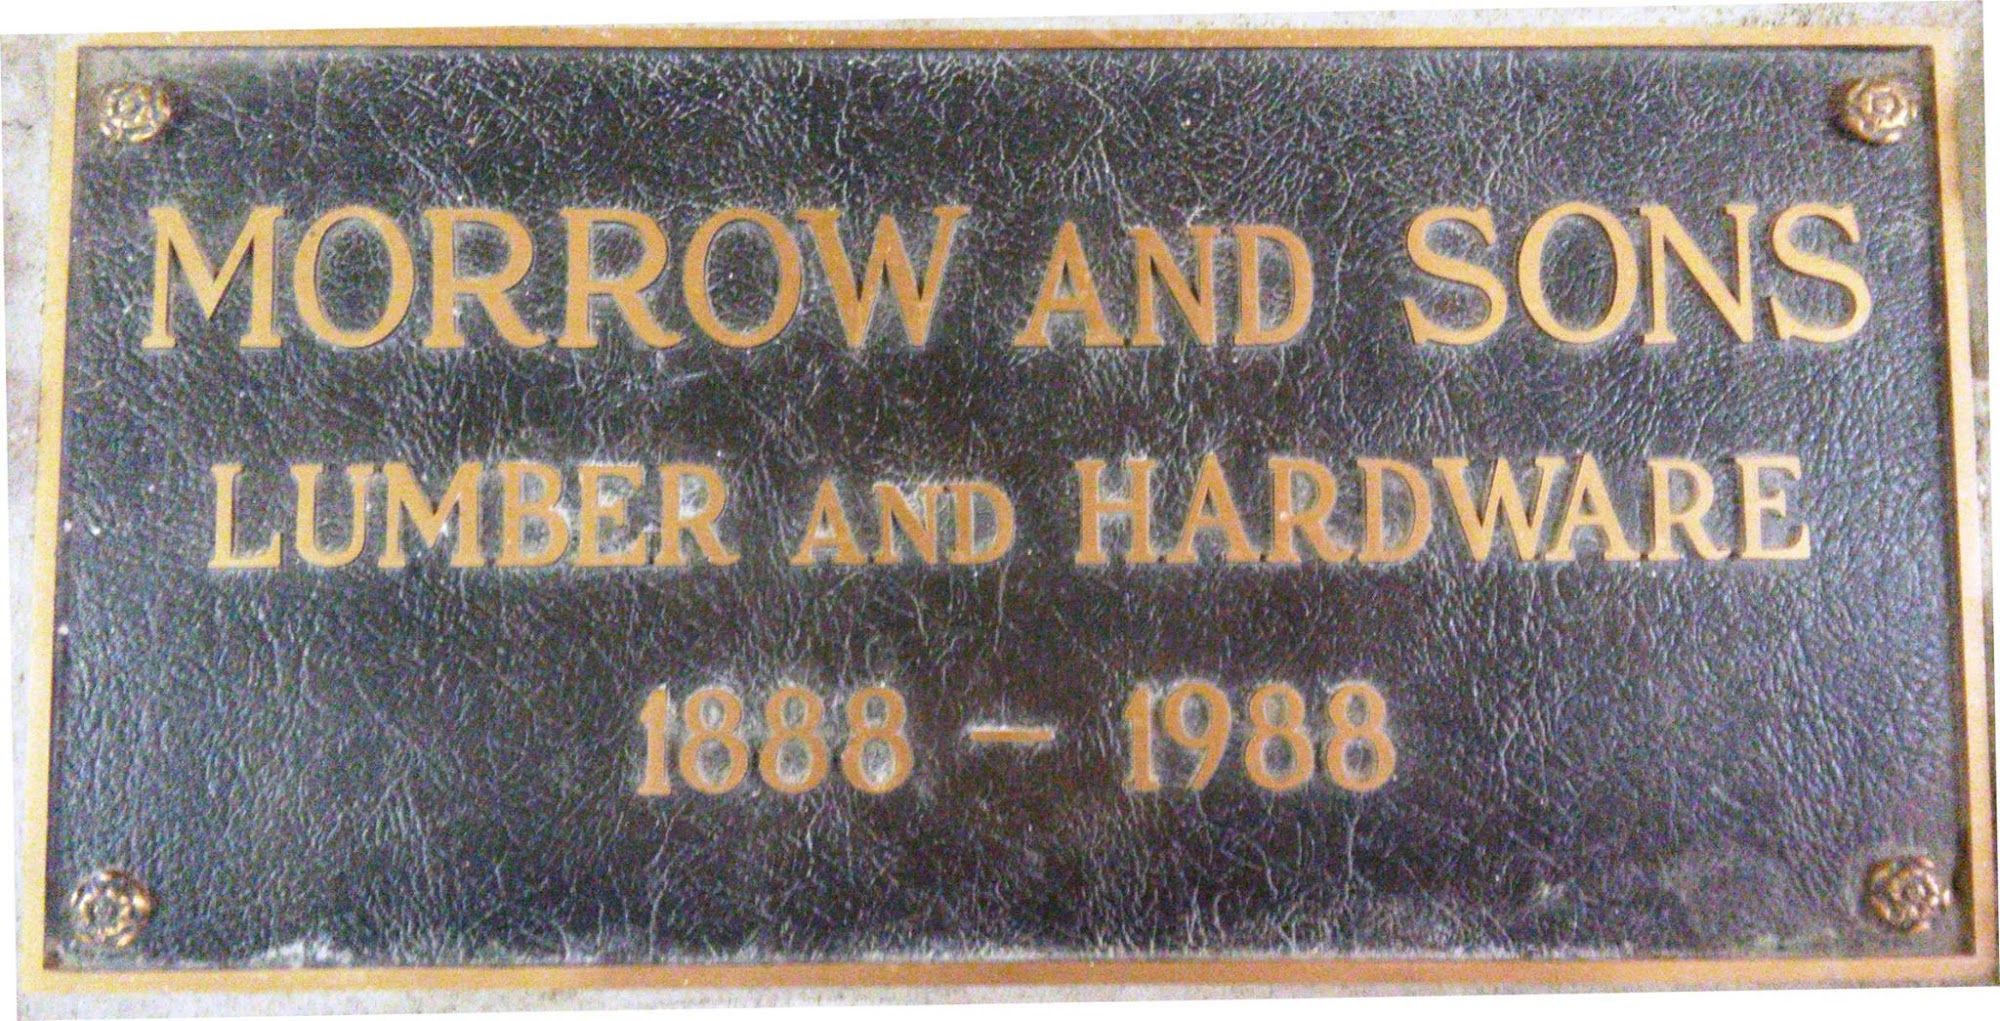 MORROW AND SONS
LUMBER AND HARDWARE
1888 — 1988